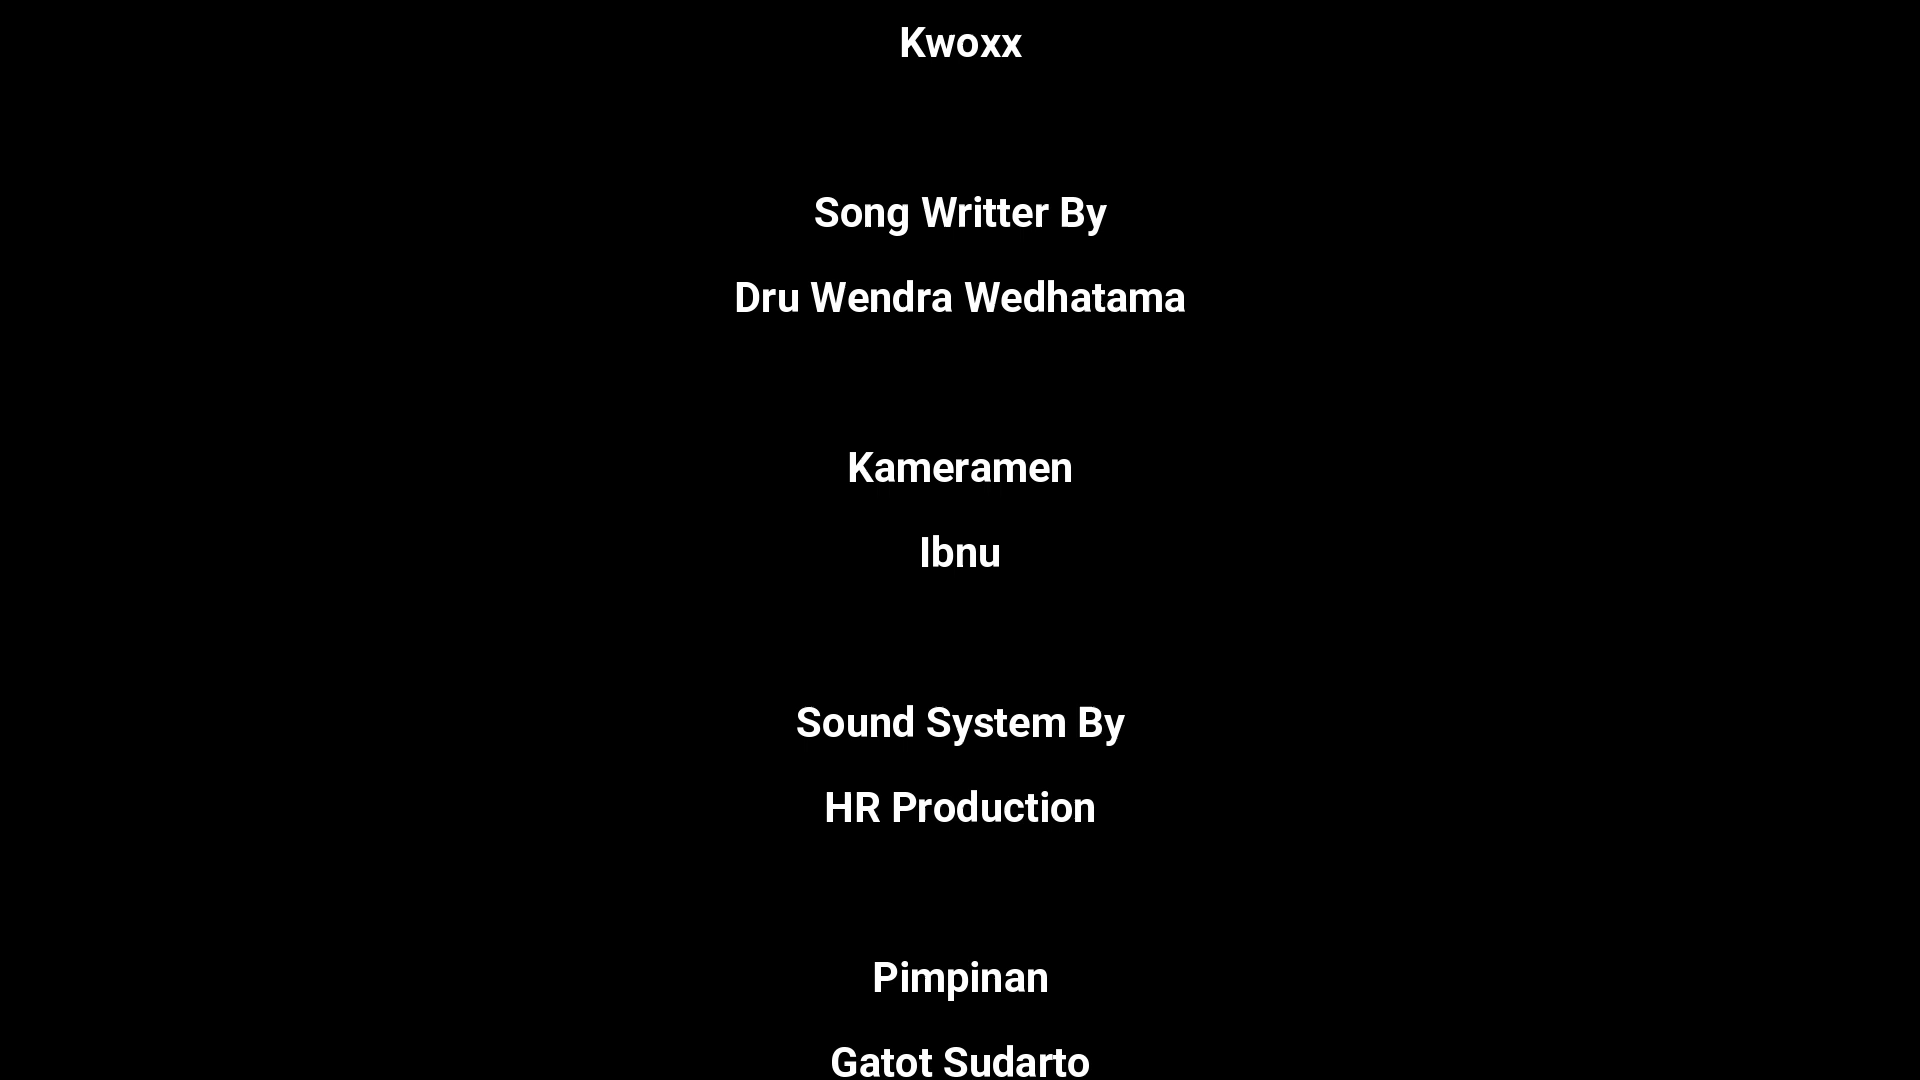 Kwoxx
Song Writter By
Dru Wendra Wedhatama
Kameramen
Ibnu
Sound System By
HR Production
Pimpinan
Gatot Sudarto